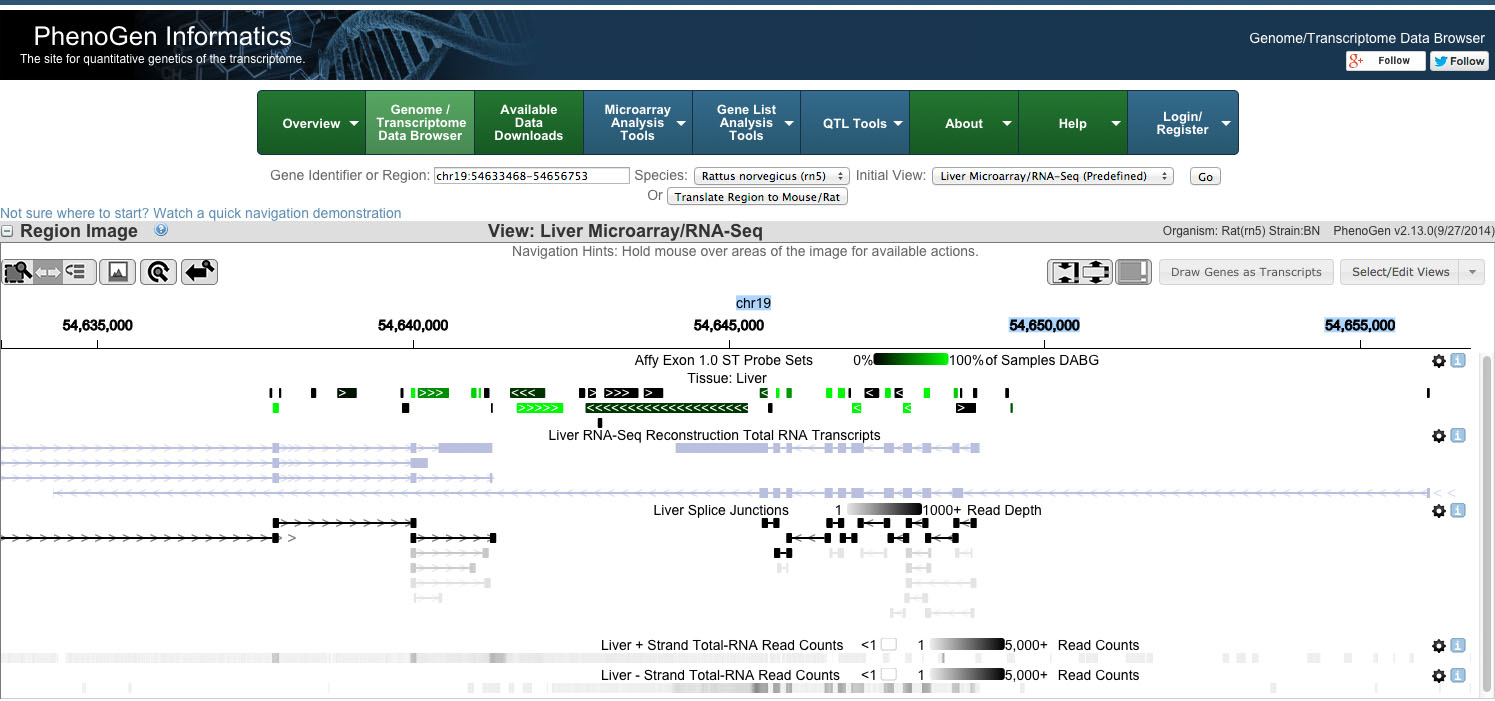 PhenoGen Informatics
The site for quantitative genetics of the transcriptome.
Genome/Transcriptome Data Browser
Follow Follow
Overview
Genome /
Transcriptome
Data Browser
Available
Data
Downloads
Microarray
Analysis
Tools
Gene List
Analysis
Tools
QTL Tools
About
Help
Login/
Register
Gene Identifier or Region: chr19:54633468-54656753 Species: Rattus norvegicus (rn5) Initial View: Liver Microarray/RNA-Seq (Predefined) Go
Or Translate Region to Mouse/Rat
Not sure where to start? Watch a quick navigation demonstration
Region Image View: Liver Microarray/RNA-Seq Organism: Rat(rn5) Strain:BN PhenoGen v2.13.0(9/27/2014)
Navigation Hints: Hold mouse over areas of the image for available actions.
Draw Genes as Transcripts Select/Edit Views
chr19
54,635,000 54,640,000 54,645,000 54,650,000 54,655,000
Affy Exon 1.0 ST Probe Sets 0% 100% of Samples DABG
Tissue: Liver
Liver RNA-Seq Reconstruction Total RNA Transcripts
Liver Splice Junctions 1 1000+ Read Depth
Liver + Strand Total-RNA Read Counts <1 1 5,000+ Read Counts
Liver - Strand Total-RNA Read Counts <1 1 5,000+ Read Counts